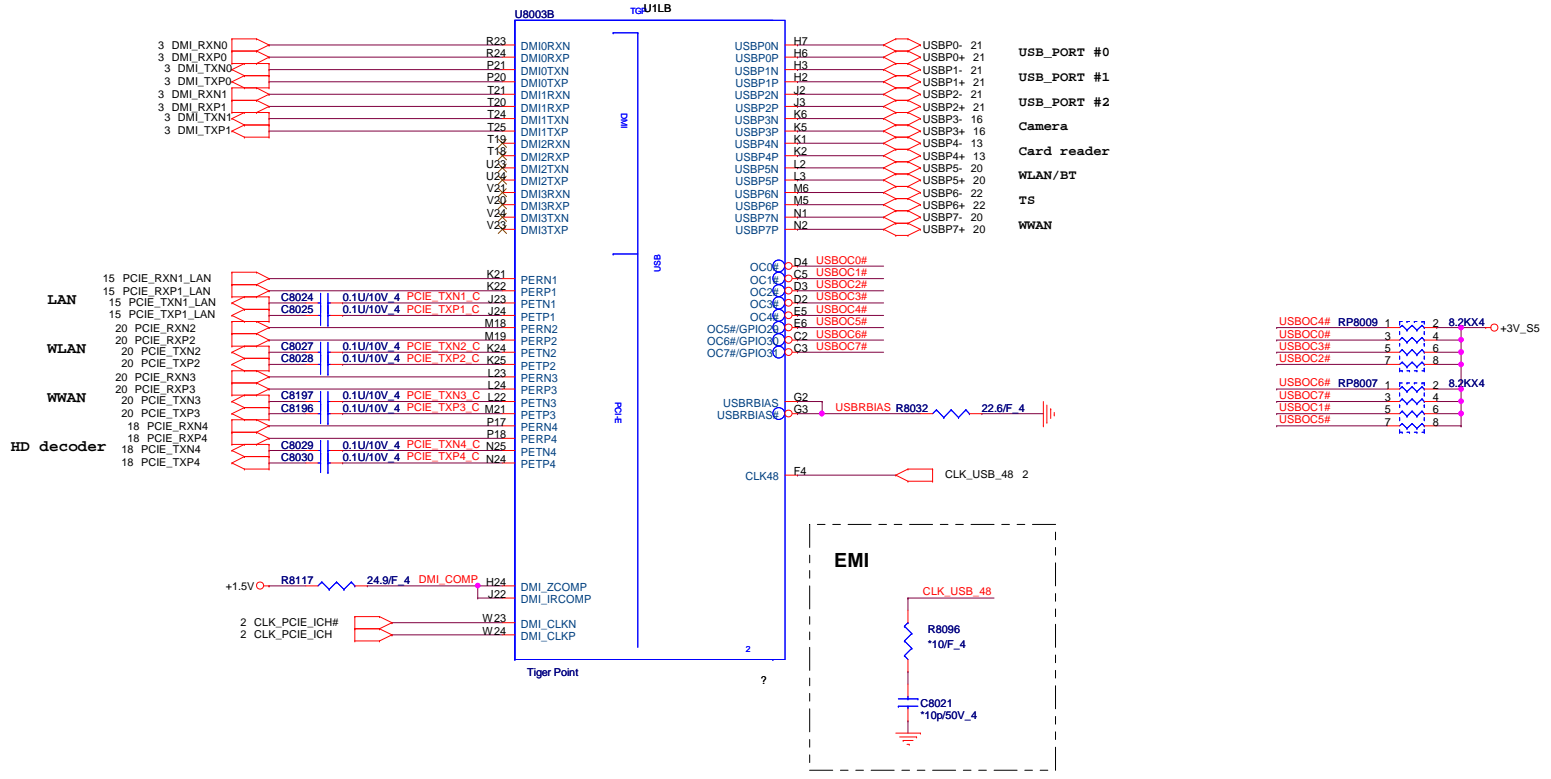 U8003B TGP U1LB
3 DMI_RXN0 R23 DMI0RXN USBP0N H7 USBP0- 21
3 DMI_RXP0 R24 DMI0RXP USBP0P H6 USBP0+ 21 USB_PORT #0
3 DMI_TXN0 P21 DMI0TXN USBP1N H3 USBP1- 21
3 DMI_TXP0 P20 DMI0TXP USBP1P H2 USBP1+ 21 USB_PORT #1
3 DMI_RXN1 T21 DMI1RXN USBP2N J2 USBP2- 21
3 DMI_RXP1 T20 DMI1RXP USBP2P J3 USBP2+ 21 USB_PORT #2
3 DMI_TXN1 T24 DMI1TXN USBP3N K6 USBP3- 16
3 DMI_TXP1 T25 DMI1TXP USBP3P K5 USBP3+ 16 Camera
T19 DMI2RXN USBP4N K1 USBP4- 13
T18 DMI2RXP USBP4P K2 USBP4+ 13 Card reader
U23 DMI2TXN USBP5N L2 USBP5- 20
U24 DMI2TXP USBP5P L3 USBP5+ 20 WLAN/BT
V21 DMI3RXN USBP6N M6 USBP6- 22
V20 DMI3RXP USBP6P M5 USBP6+ 22 TS
V24 DMI3TXN USBP7N N1 USBP7- 20
V23 DMI3TXP USBP7P N2 USBP7+ 20 WWAN
DMI
USB
PCI-E
OC0# D4 USBOC0#
15 PCIE_RXN1_LAN K21 PERN1 OC1# C5 USBOC1#
15 PCIE_RXP1_LAN K22 PERP1 OC2# D3 USBOC2#
LAN 15 PCIE_TXN1_LAN C8024 0.1U/10V_4 PCIE_TXN1_C J23 PETN1 OC3# D2 USBOC3#
15 PCIE_TXP1_LAN C8025 0.1U/10V_4 PCIE_TXP1_C J24 PETP1 OC4# E5 USBOC4#
20 PCIE_RXN2 M18 PERN2 OC5#/GPIO29 E6 USBOC5#
20 PCIE_RXP2 M19 PERP2 OC6#/GPIO30 C2 USBOC6#
WLAN 20 PCIE_TXN2 C8027 0.1U/10V_4 PCIE_TXN2_C K24 PETN2 OC7#/GPIO31 C3 USBOC7#
20 PCIE_TXP2 C8028 0.1U/10V_4 PCIE_TXP2_C K25 PETP2
20 PCIE_RXN3 L23 PERN3
20 PCIE_RXP3 L24 PERP3
WWAN 20 PCIE_TXN3 C8197 0.1U/10V_4 PCIE_TXN3_C L22 PETN3 USBRBIAS G2
20 PCIE_TXP3 C8196 0.1U/10V_4 PCIE_TXP3_C M21 PETP3 USBRBIAS# G3 USBRBIAS R8032 22.6/F_4
18 PCIE_RXN4 P17 PERN4
18 PCIE_RXP4 P18 PERP4
HD decoder 18 PCIE_TXN4 C8029 0.1U/10V_4 PCIE_TXN4_C N25 PETN4
18 PCIE_TXP4 C8030 0.1U/10V_4 PCIE_TXP4_C N24 PETP4
CLK48 F4 CLK_USB_48 2
USBOC4# RP8009 1 2 8.2KX4 +3V_S5
USBOC0# 3 4
USBOC3# 5 6
USBOC2# 7 8
USBOC6# RP8007 1 2 8.2KX4
USBOC7# 3 4
USBOC1# 5 6
USBOC5# 7 8
+1.5V R8117 24.9/F_4 DMI_COMP H24 DMI_ZCOMP
J22 DMI_IRCOMP
2 CLK_PCIE_ICH# W23 DMI_CLKN
2 CLK_PCIE_ICH W24 DMI_CLKP
2
Tiger Point
?
EMI
CLK_USB_48
R8096
*10/F_4
C8021
*10p/50V_4